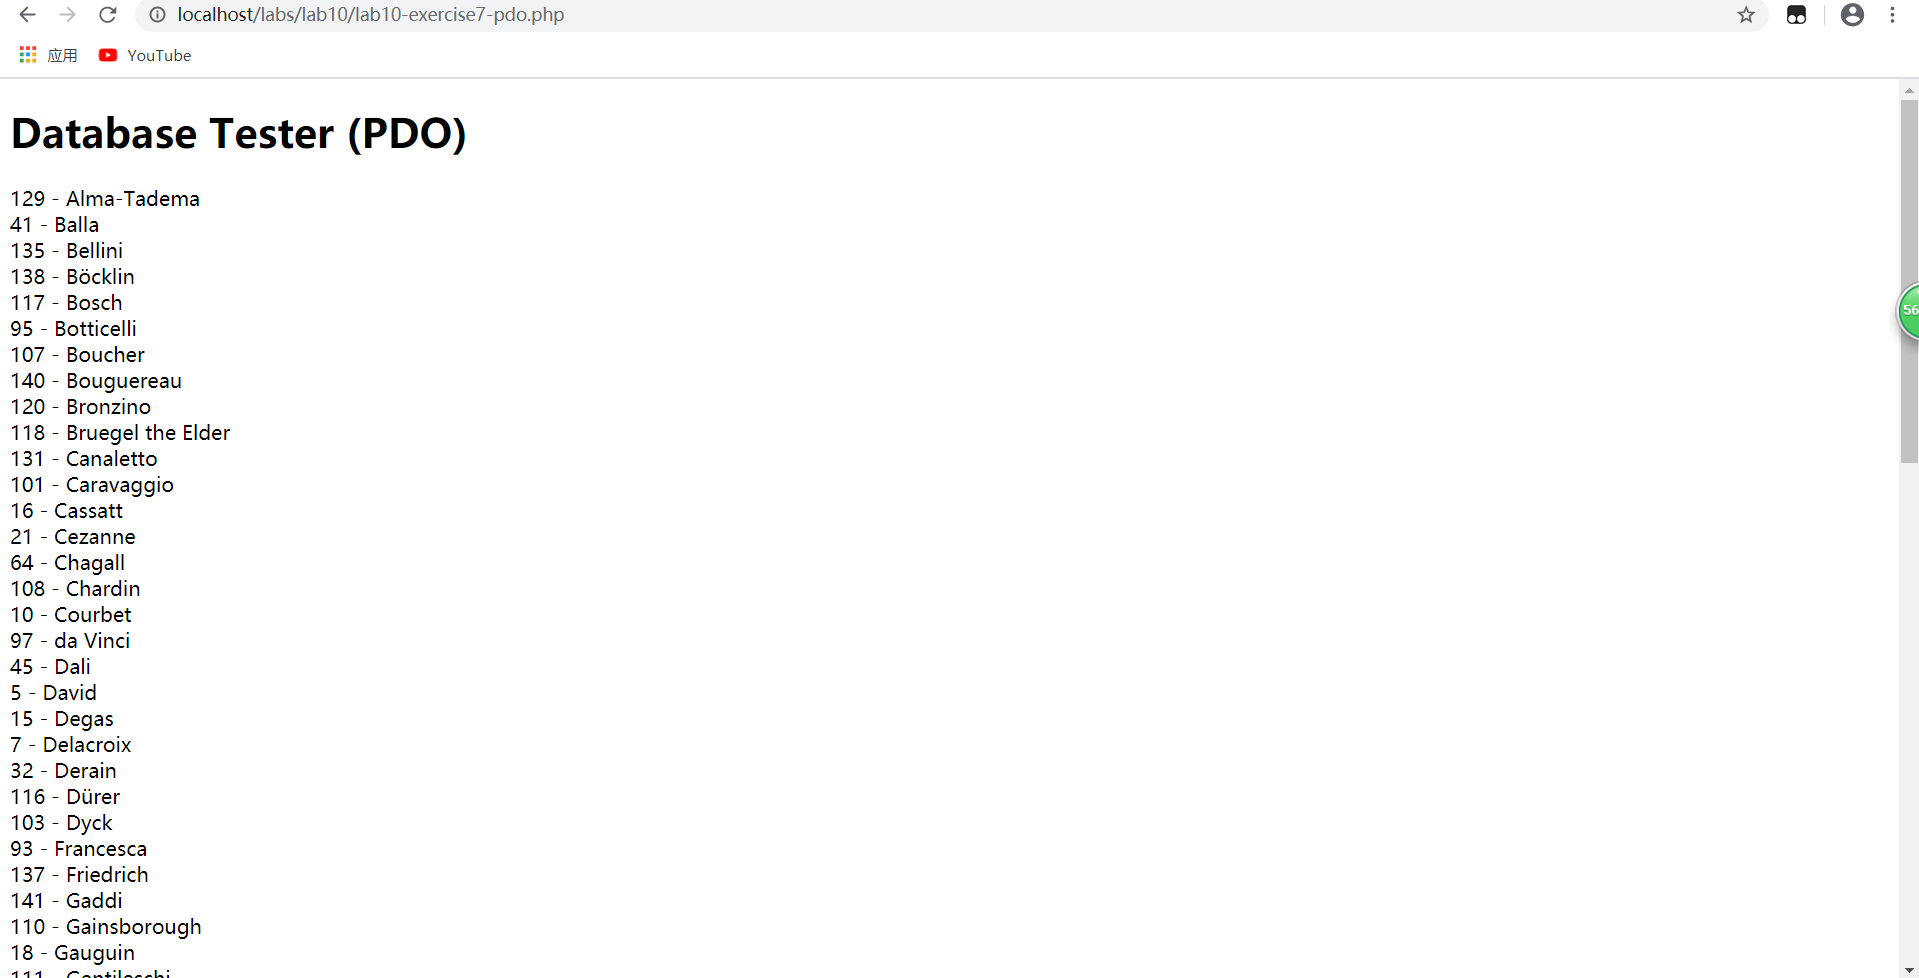 localhost/labs/lab10/lab10-exercise7-pdo.php
应用 YouTube
Database Tester (PDO)
129 - Alma-Tadema
41 - Balla
135 - Bellini
138 - Böcklin
117 - Bosch
95 - Botticelli
107 - Boucher
140 - Bouguereau
120 - Bronzino
118 - Bruegel the Elder
131 - Canaletto
101 - Caravaggio
16 - Cassatt
21 - Cezanne
64 - Chagall
108 - Chardin
10 - Courbet
97 - da Vinci
45 - Dali
5 - David
15 - Degas
7 - Delacroix
32 - Derain
116 - Dürer
103 - Dyck
93 - Francesca
137 - Friedrich
141 - Gaddi
110 - Gainsborough
18 - Gauguin
111 - Gentileschi
56